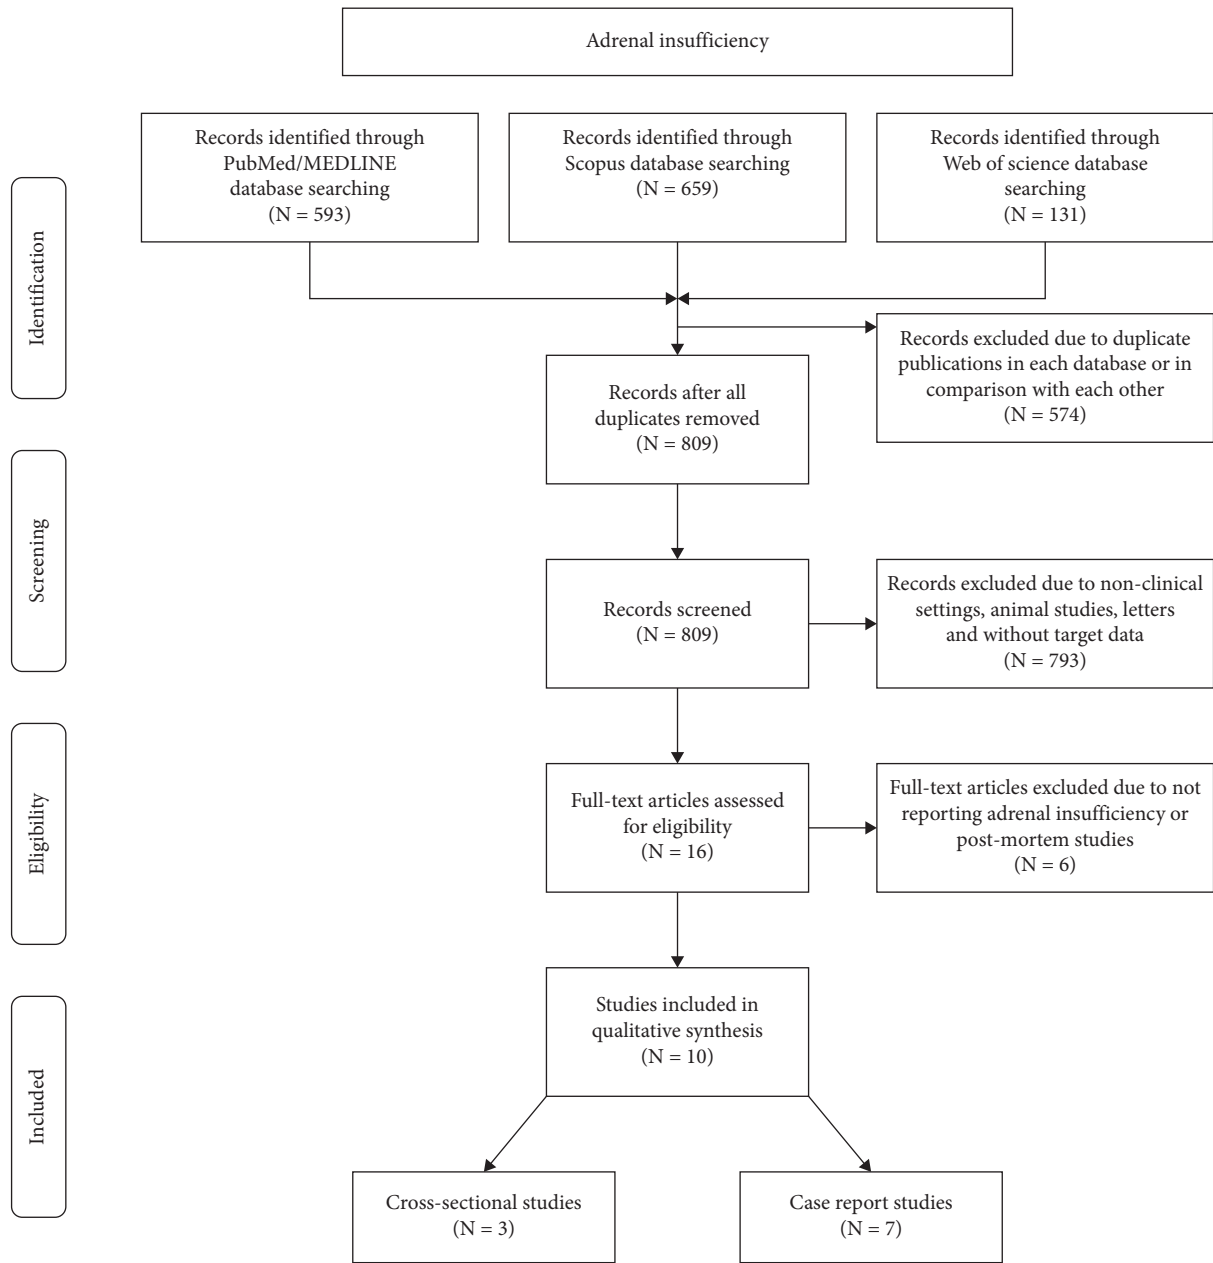 Adrenal insufficiency
Records identified through
PubMed/MEDLINE
database searching
(N = 593)
Records identified through
Scopus database searching
(N = 659)
Records identified through
Web of science database
searching
(N = 131)
Identification
Records excluded due to duplicate
publications in each database or in
comparison with each other
(N = 574)
Records after all
duplicates removed
(N = 809)
Screening
Records screened
(N = 809)
Records excluded due to non-clinical
settings, animal studies, letters
and without target data
(N = 793)
Eligibility
Full-text articles assessed
for eligibility
(N = 16)
Full-text articles excluded due to not
reporting adrenal insufficiency or
post-mortem studies
(N = 6)
Included
Studies included in
qualitative synthesis
(N = 10)
Cross-sectional studies
(N = 3)
Case report studies
(N = 7)